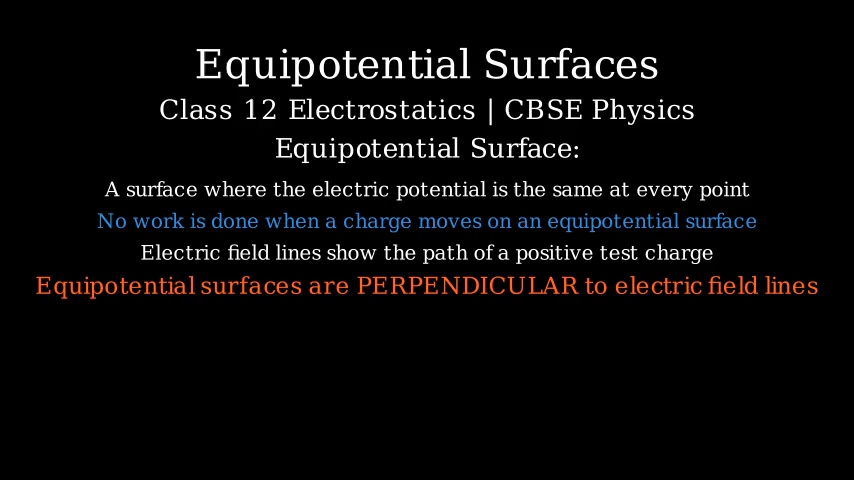 Equipotential Surfaces
Class 12 Electrostatics | CBSE Physics
Equipotential Surface:
A surface where the electric potential is the same at every point
No work is done when a charge moves on an equipotential surface
Electric field lines show the path of a positive test charge
Equipotential surfaces are PERPENDICULAR to electric field lines